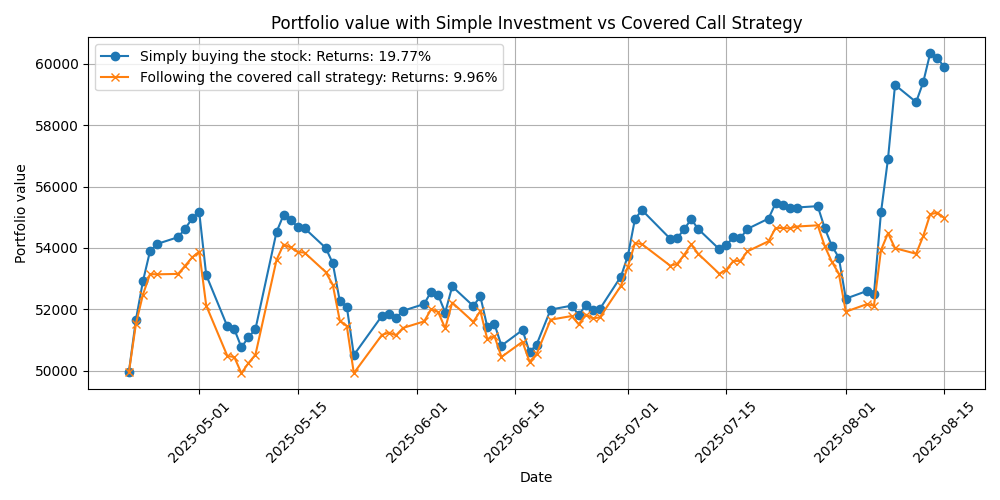 Portfolio value with Simple Investment vs Covered Call Strategy
Simply buying the stock: Returns: 19.77%
Following the covered call strategy: Returns: 9.96%
Portfolio value
60000
58000
56000
54000
52000
50000
2025-05-01
2025-05-15
2025-06-01
2025-06-15
2025-07-01
2025-07-15
2025-08-01
2025-08-15
Date